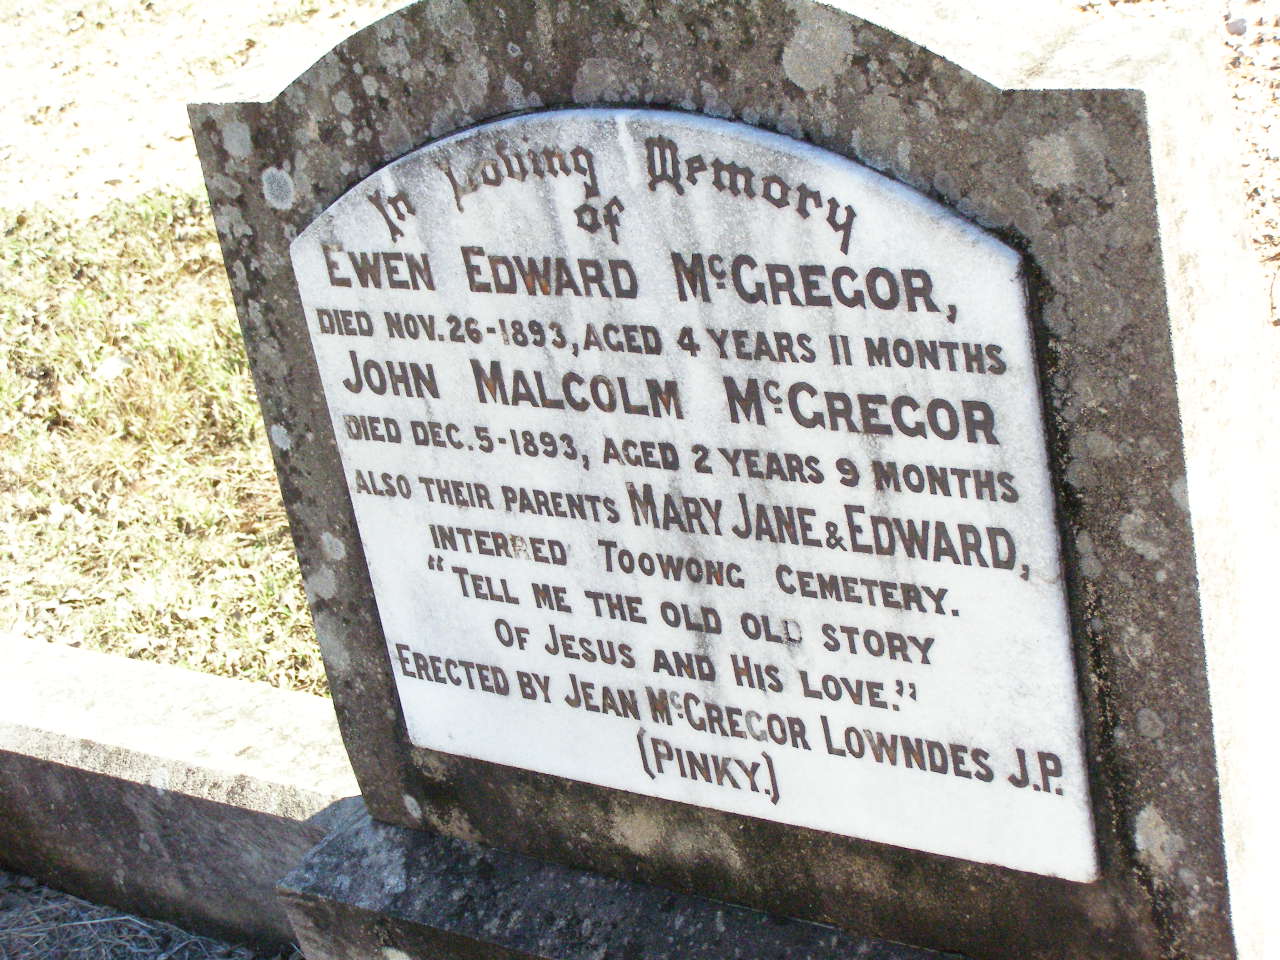 In Loving Memory
of
EWEN EDWARD McGREGOR,
DIED NOV. 26-1893, AGED 4 YEARS 11 MONTHS
JOHN MALCOLM McGREGOR
DIED DEC. 5-1893, AGED 2 YEARS 9 MONTHS
ALSO THEIR PARENTS MARY JANE & EDWARD,
INTERRED TOOWONG CEMETERY.
"TELL ME THE OLD OLD STORY
OF JESUS AND HIS LOVE."
ERECTED BY JEAN McGREGOR LOWNDES J.P.
(PINKY.)